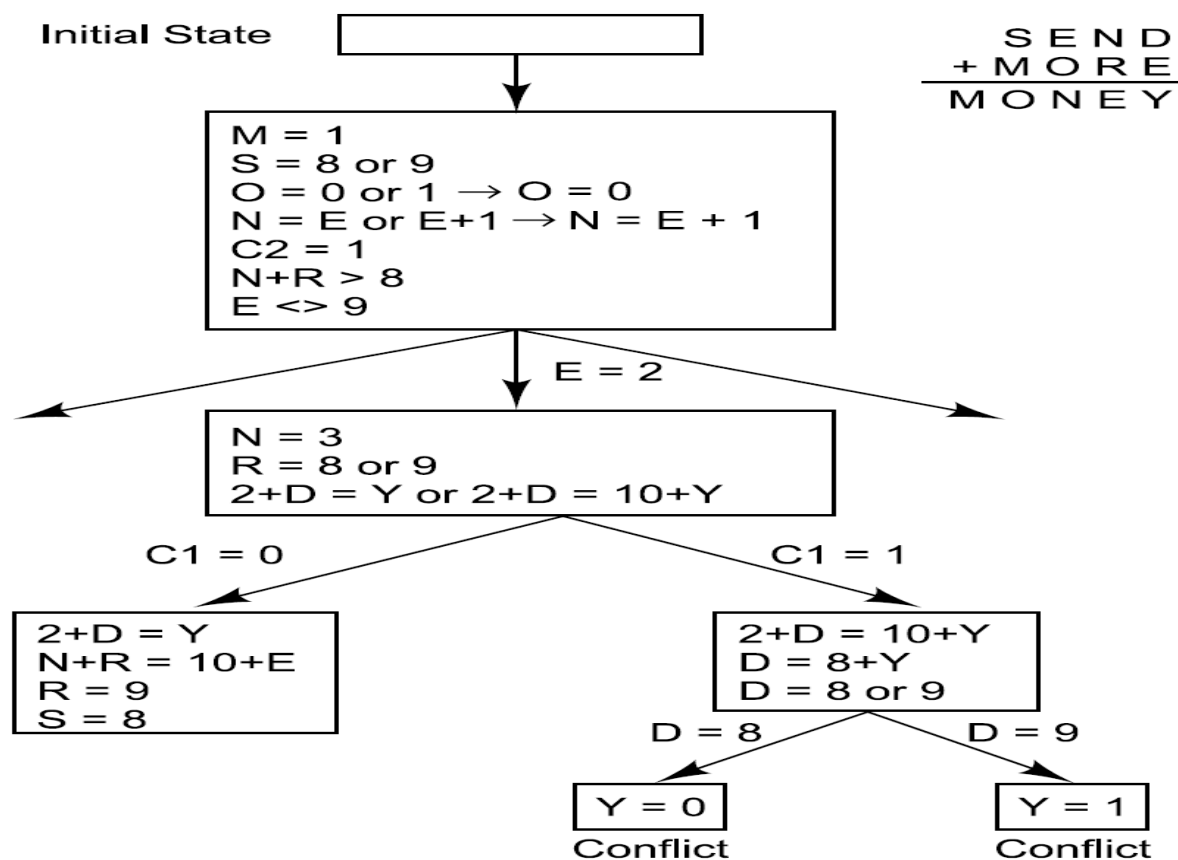 Initial State
S E N D
+ M O R E
M O N E Y
M = 1
S = 8 or 9
O = 0 or 1 → O = 0
N = E or E+1 → N = E + 1
C2 = 1
N+R > 8
E <> 9
E = 2
N = 3
R = 8 or 9
2+D = Y or 2+D = 10+Y
C1 = 0
C1 = 1
2+D = Y
N+R = 10+E
R = 9
S = 8
2+D = 10+Y
D = 8+Y
D = 8 or 9
D = 8
D = 9
Y = 0
Y = 1
Conflict
Conflict